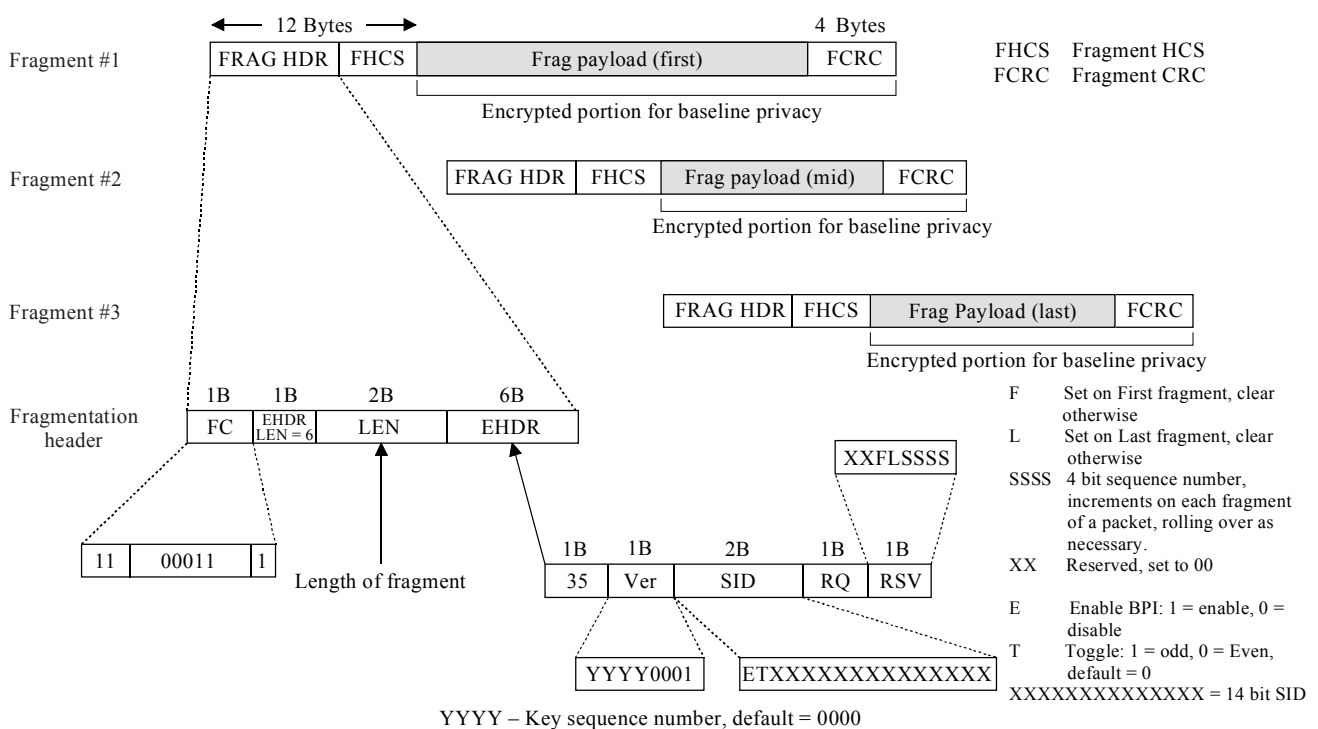 12 Bytes
4 Bytes
Fragment #1
FRAG HDR
FHCS
Frag payload (first)
FCRC
FHCS Fragment HCS
FCRC Fragment CRC
Encrypted portion for baseline privacy
Fragment #2
FRAG HDR
FHCS
Frag payload (mid)
FCRC
Encrypted portion for baseline privacy
Fragment #3
FRAG HDR
FHCS
Frag Payload (last)
FCRC
Encrypted portion for baseline privacy
1B
1B
2B
6B
Fragmentation
header
FC
EHDR
LEN = 6
LEN
EHDR
11
00011
1
Length of fragment
XXFLSSSS
1B
1B
2B
1B
1B
35
Ver
SID
RQ
RSV
YYYY0001
ETXXXXXXXXXXXXXX
YYYY – Key sequence number, default = 0000
F Set on First fragment, clear
otherwise
L Set on Last fragment, clear
otherwise
SSSS 4 bit sequence number,
increments on each fragment
of a packet, rolling over as
necessary.
XX Reserved, set to 00
E Enable BPI: 1 = enable, 0 =
disable
T Toggle: 1 = odd, 0 = Even,
default = 0
XXXXXXXXXXXXXX = 14 bit SID